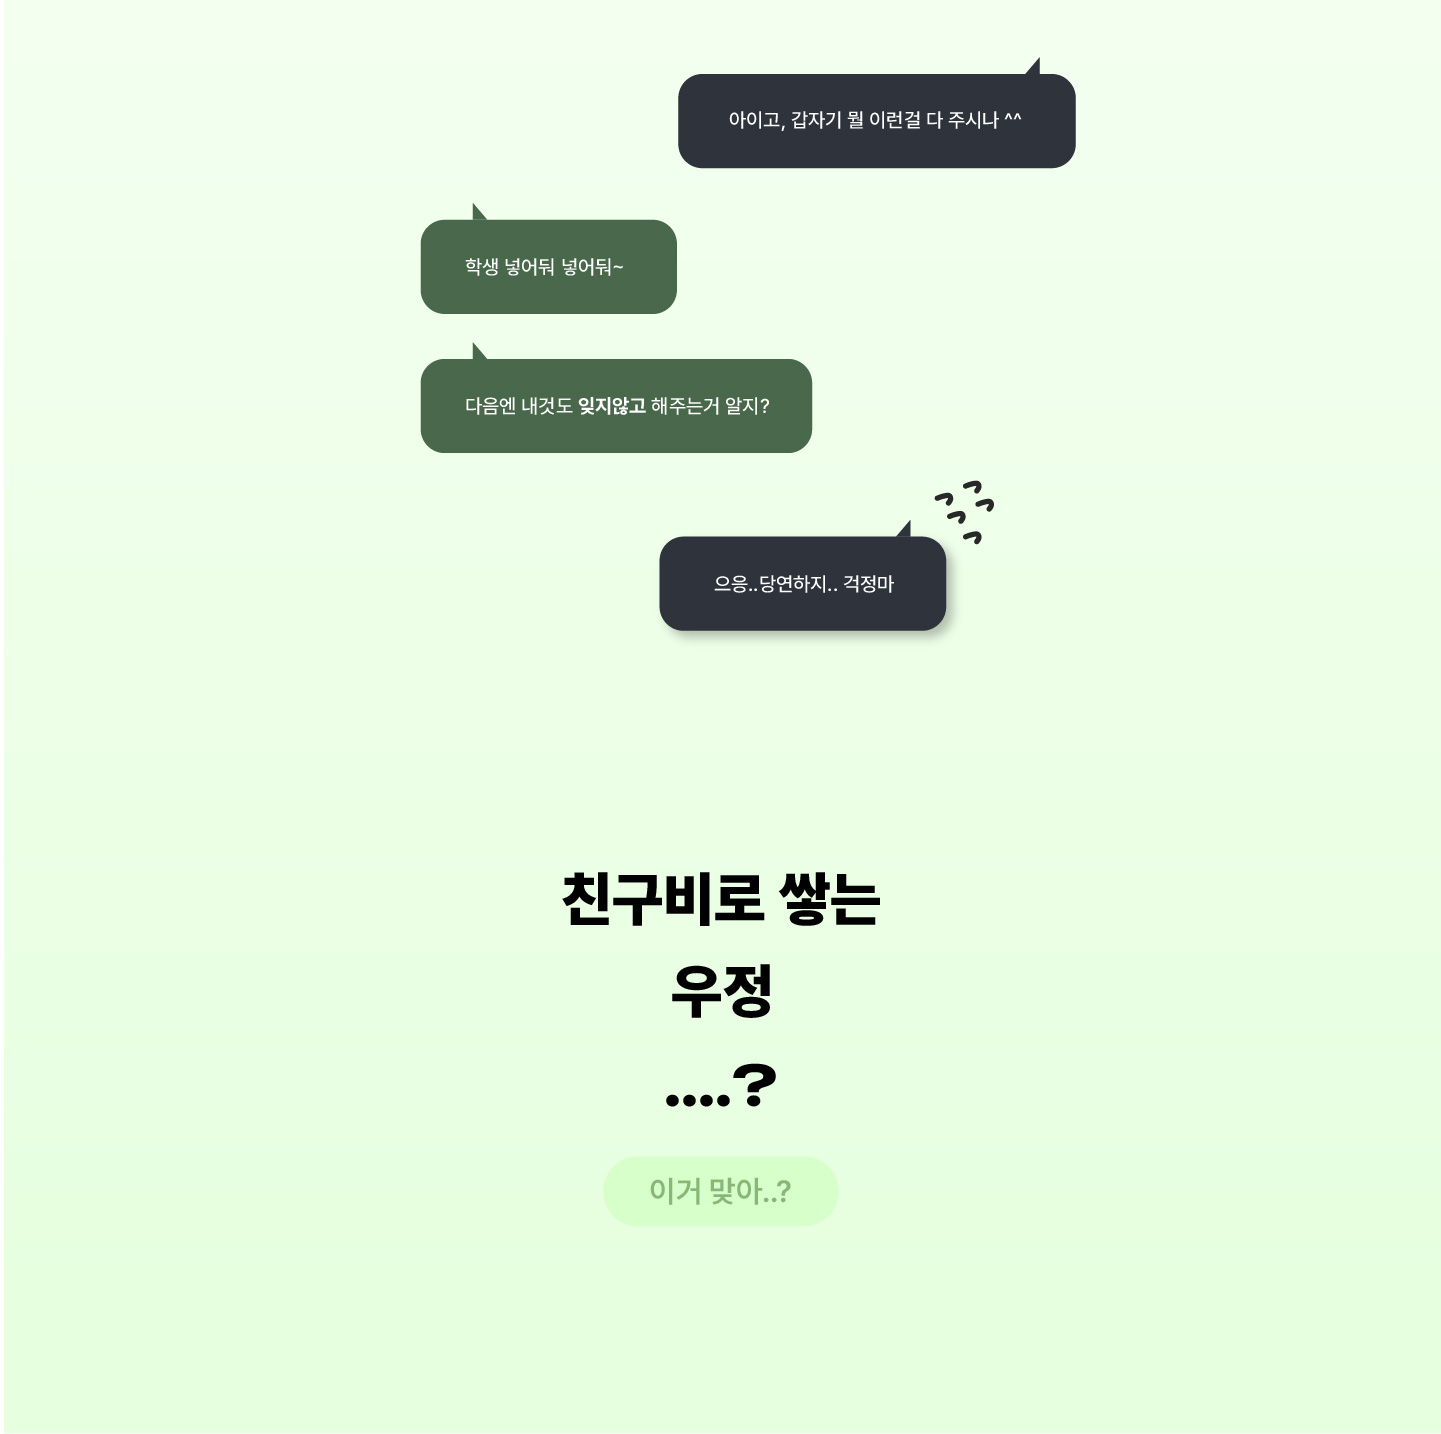 아이고, 갑자기 뭘 이런걸 다 주시나 ^^
학생 넣어둬 넣어둬~
다음엔 내것도 잊지않고 해주는거 알지?
으응..당연하지.. 걱정마
친구비로 쌓는
우정
....?
이거 맞아..?